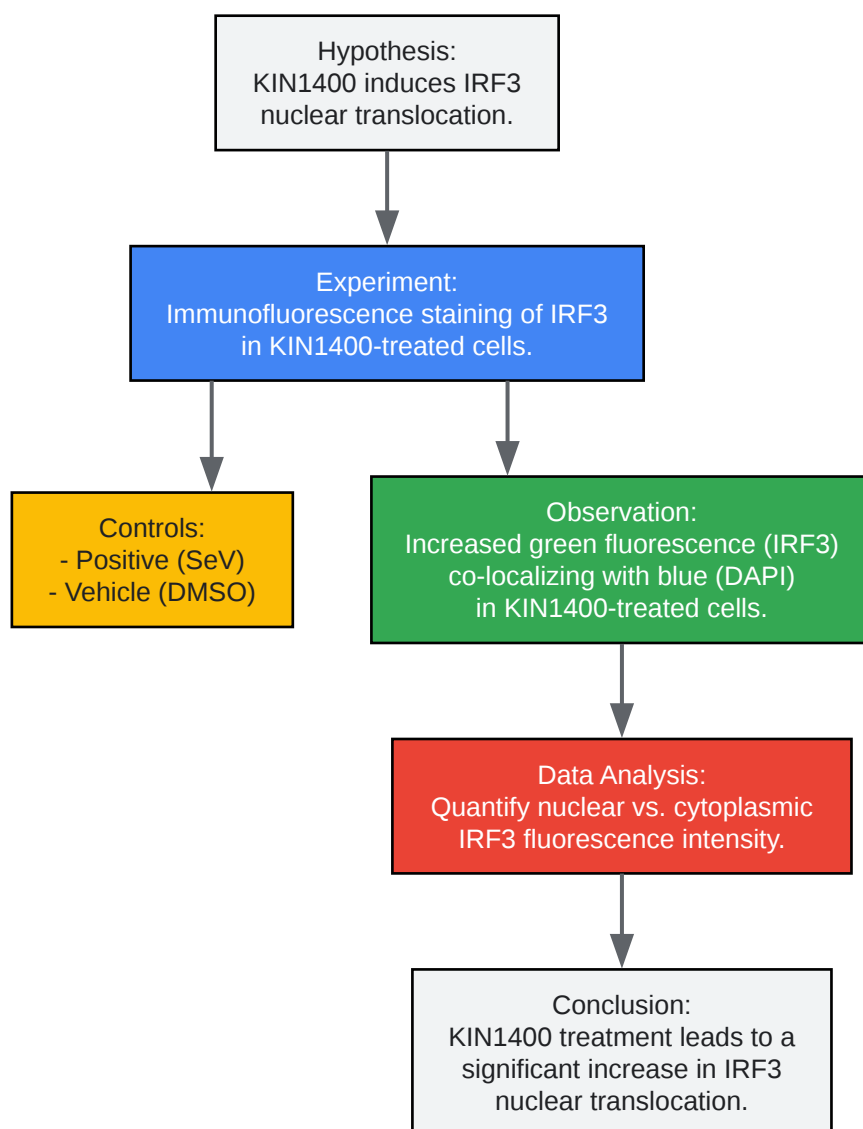 Hypothesis:
KIN1400 induces IRF3
nuclear translocation.
Experiment:
Immunofluorescence staining of IRF3
in KIN1400-treated cells.
Controls:
- Positive (SeV)
- Vehicle (DMSO)
Observation:
Increased green fluorescence (IRF3)
co-localizing with blue (DAPI)
in KIN1400-treated cells.
Data Analysis:
Quantify nuclear vs. cytoplasmic
IRF3 fluorescence intensity.
Conclusion:
KIN1400 treatment leads to a
significant increase in IRF3
nuclear translocation.